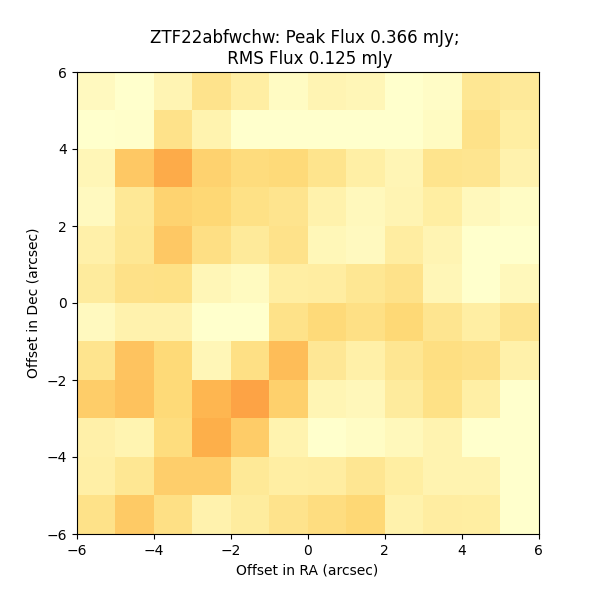 ZTF22abfwchw: Peak Flux 0.366 mJy;
RMS Flux 0.125 mJy
6
4
2
0
−2
−4
−6
Offset in Dec (arcsec)
−6 −4 −2 0 2 4 6
Offset in RA (arcsec)